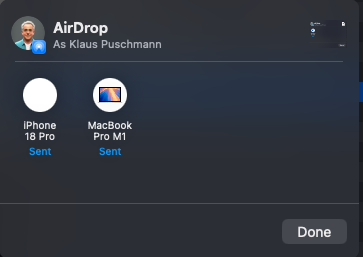 AirDrop
As Klaus Puschmann
iPhone
18 Pro
Sent
MacBook
Pro M1
Sent
Done